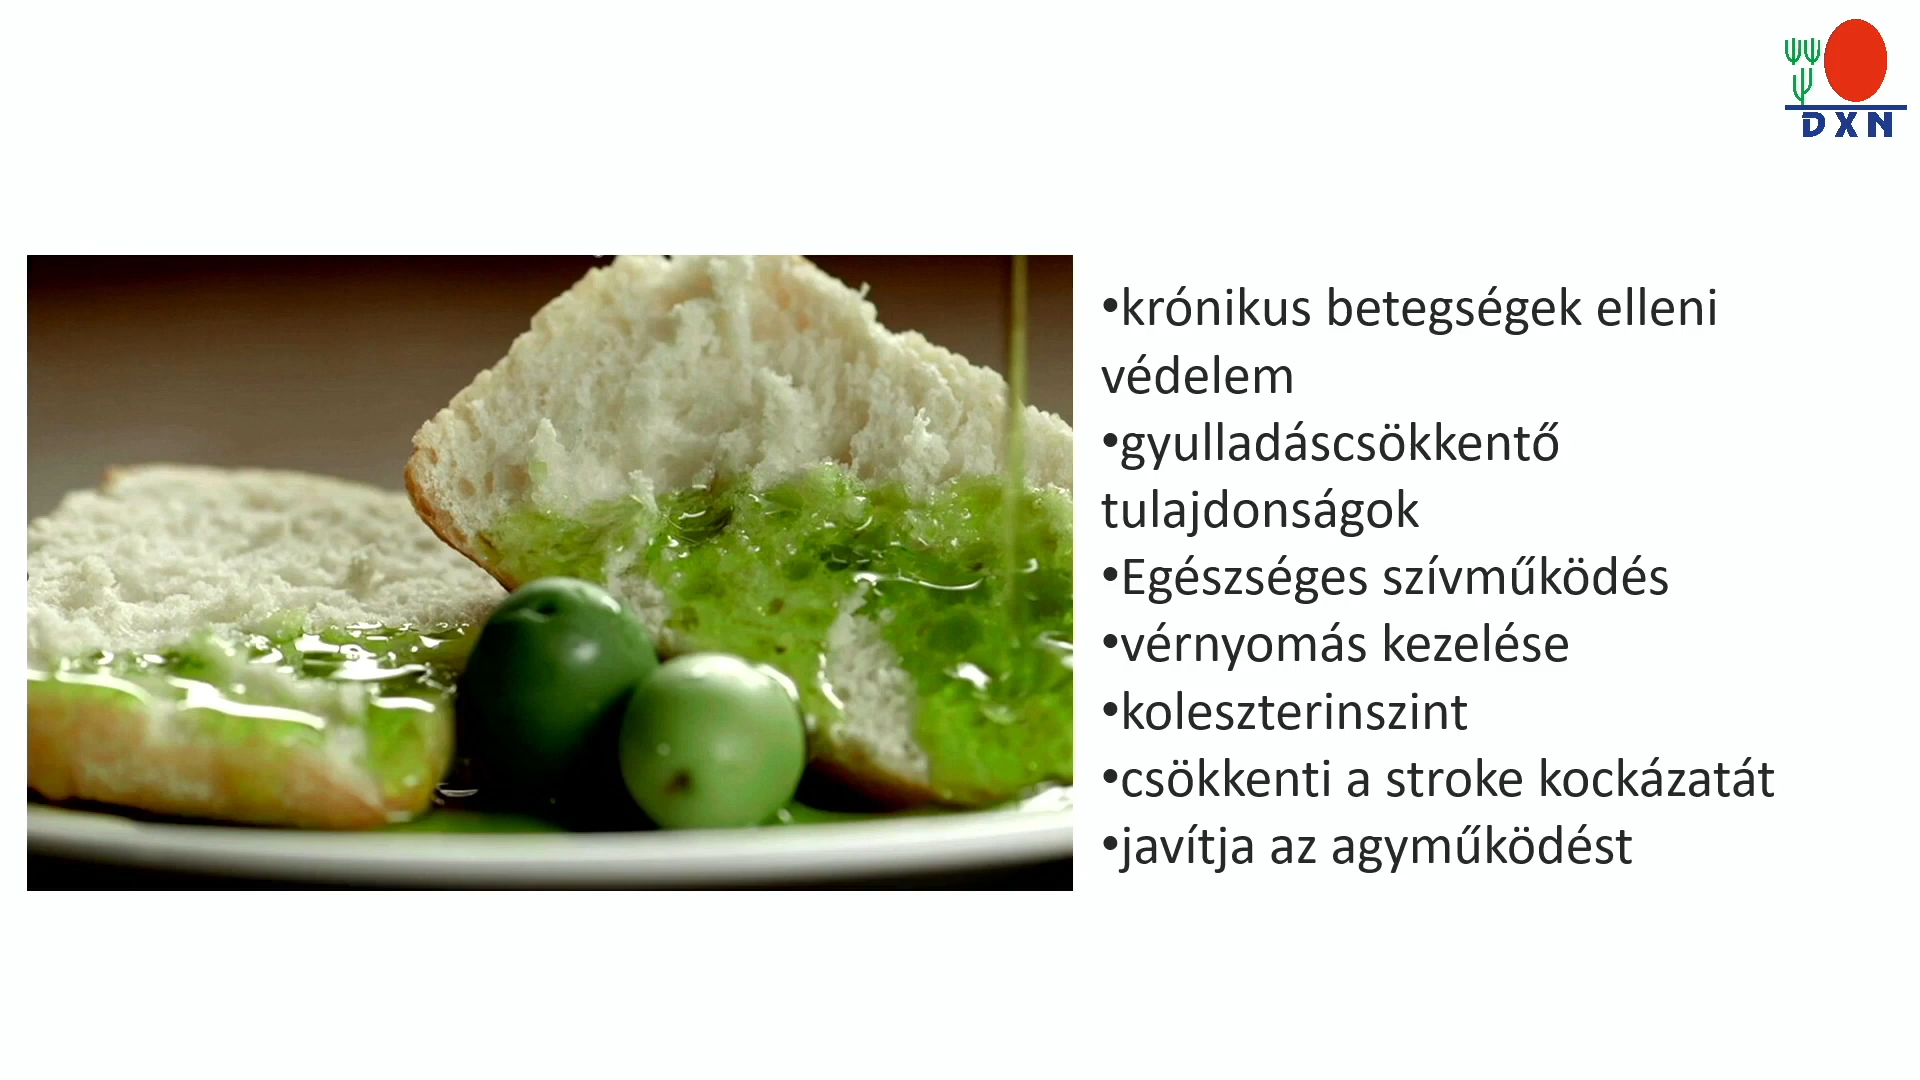 DXN
•krónikus betegségek elleni
védelem
•gyulladáscsökkentő
tulajdonságok
•Egészséges szívműködés
•vérnyomás kezelése
•koleszterinszint
•csökkenti a stroke kockázatát
•javítja az agyműködést